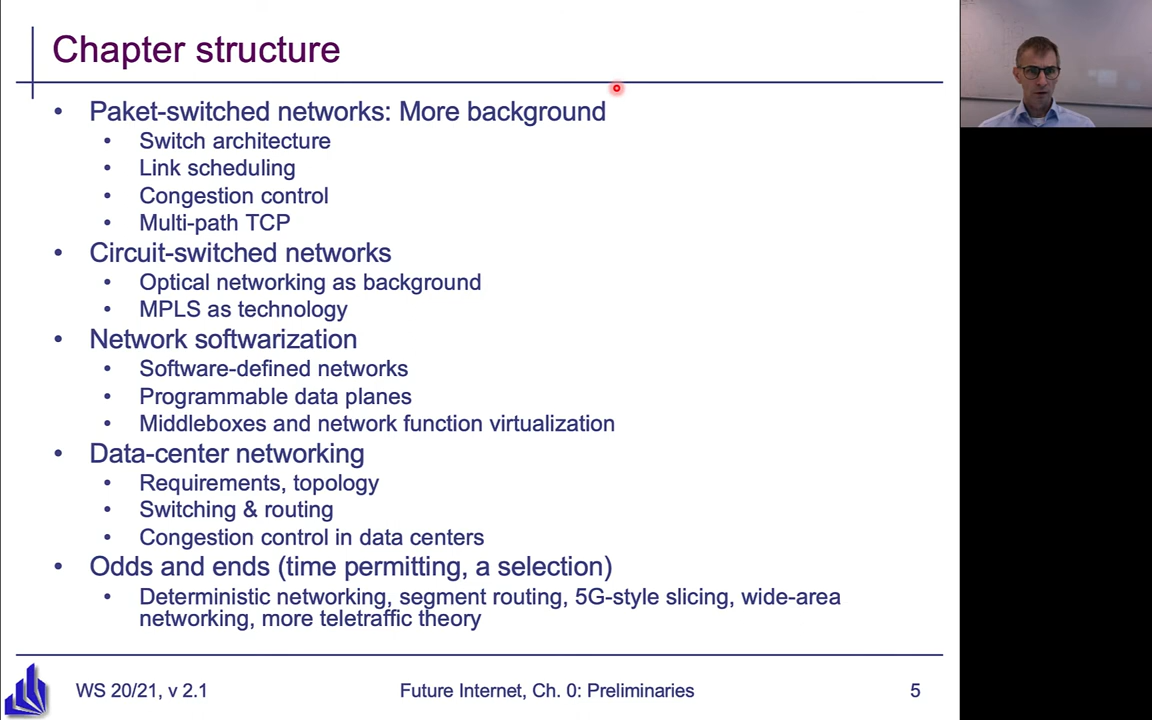 Chapter structure
• Paket-switched networks: More background
• Switch architecture
• Link scheduling
• Congestion control
• Multi-path TCP
• Circuit-switched networks
• Optical networking as background
• MPLS as technology
• Network softwarization
• Software-defined networks
• Programmable data planes
• Middleboxes and network function virtualization
• Data-center networking
• Requirements, topology
• Switching & routing
• Congestion control in data centers
• Odds and ends (time permitting, a selection)
• Deterministic networking, segment routing, 5G-style slicing, wide-area
networking, more teletraffic theory
WS 20/21, v 2.1
Future Internet, Ch. 0: Preliminaries
5